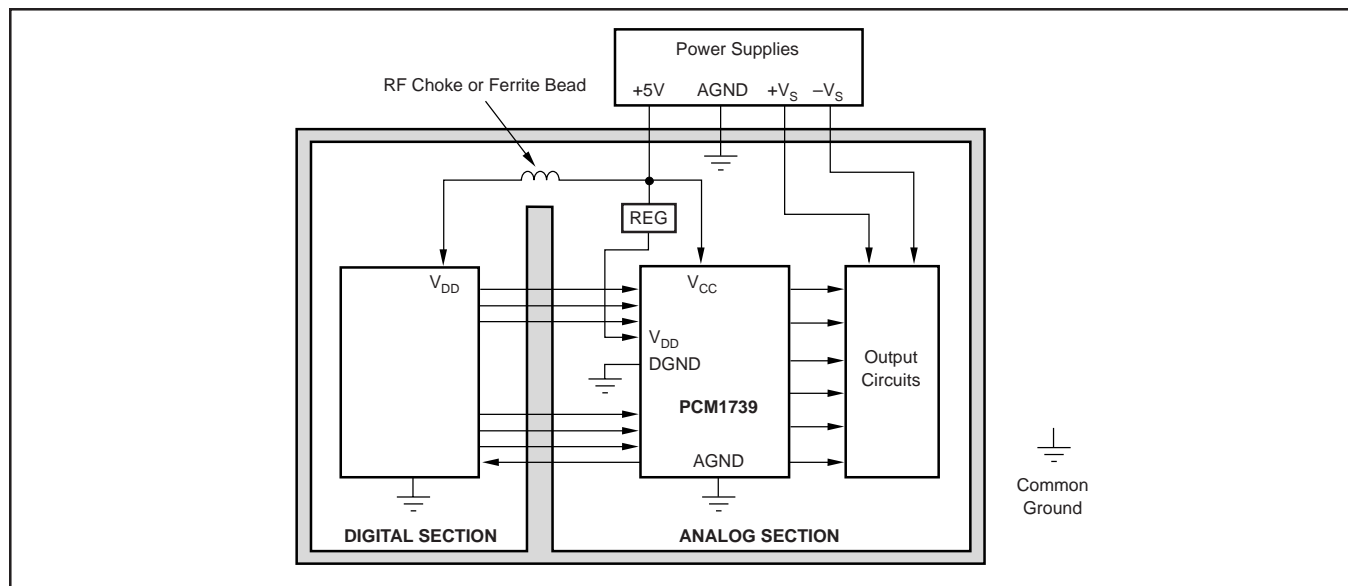 Power Supplies
RF Choke or Ferrite Bead
+5V AGND +VS –VS
REG
VDD
VCC
VDD
DGND
Output
Circuits
PCM1739
AGND
Common
Ground
DIGITAL SECTION
ANALOG SECTION